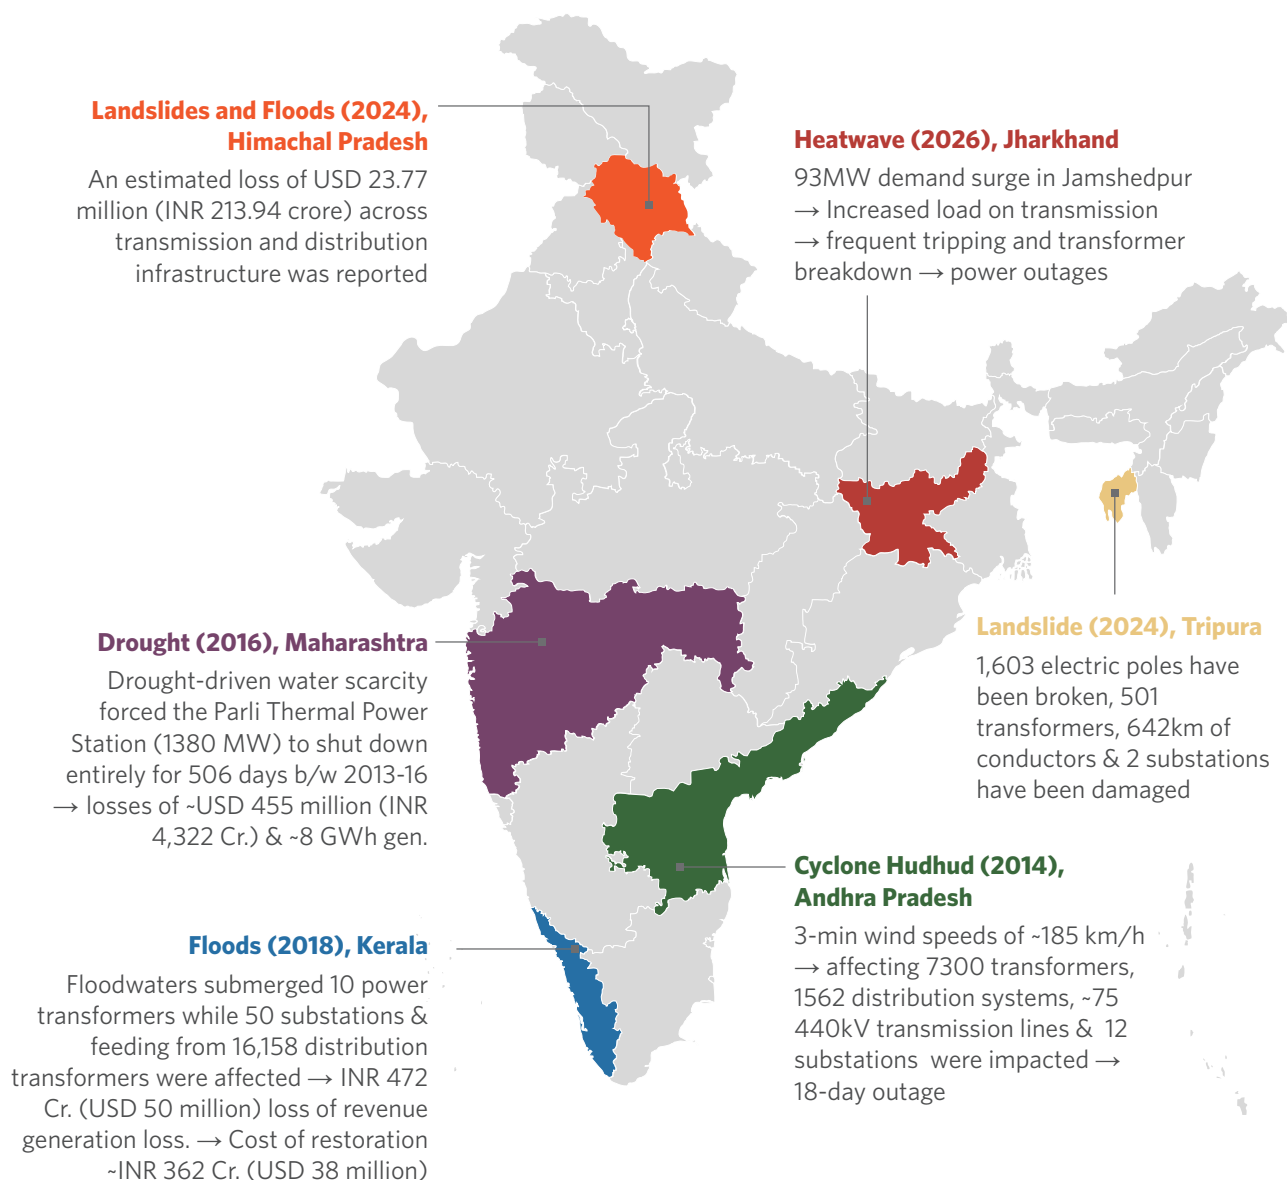 Landslides and Floods (2024),
Himachal Pradesh
An estimated loss of USD 23.77
million (INR 213.94 crore) across
transmission and distribution
infrastructure was reported
Heatwave (2026), Jharkhand
93MW demand surge in Jamshedpur
→ Increased load on transmission
→ frequent tripping and transformer
breakdown → power outages
Drought (2016), Maharashtra
Drought-driven water scarcity
forced the Parli Thermal Power
Station (1380 MW) to shut down
entirely for 506 days b/w 2013-16
→ losses of ~USD 455 million (INR
4,322 Cr.) & ~8 GWh gen.
Landslide (2024), Tripura
1,603 electric poles have
been broken, 501
transformers, 642km of
conductors & 2 substations
have been damaged
Cyclone Hudhud (2014),
Andhra Pradesh
3-min wind speeds of ~185 km/h
→ affecting 7300 transformers,
1562 distribution systems, ~75
440kV transmission lines & 12
substations were impacted →
18-day outage
Floods (2018), Kerala
Floodwaters submerged 10 power
transformers while 50 substations &
feeding from 16,158 distribution
transformers were affected → INR 472
Cr. (USD 50 million) loss of revenue
generation loss. → Cost of restoration
~INR 362 Cr. (USD 38 million)